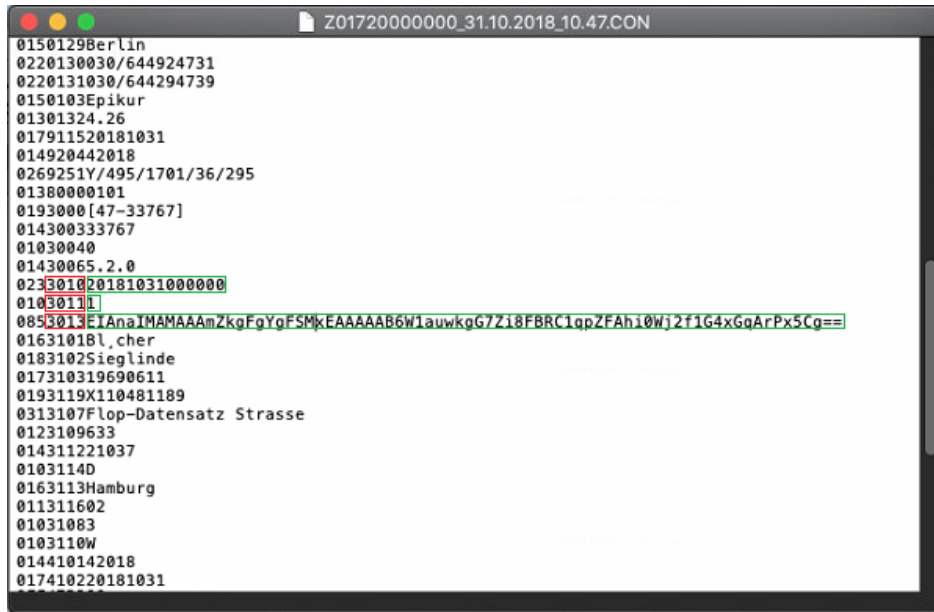 Z01720000000_31.10.2018_10.47.CON
0150129Berlin
0220130030/644924731
0220131030/644294739
0150103Epikur
01301324.26
017911520181031
014920442018
0269251Y/495/1701/36/295
01380000101
0193000[47-33767]
014300333767
01030040
01430065.2.0
023301020181031000000
01030111
0853013EIAnaIMAMAAAmZkgFgYgFSMxEAAAAAB6W1auwkgG7Zi8FBRC1qpZFAhi0Wj2f1G4xGqArPx5Cg==
0163101Bl¸cher
0183102Sieglinde
017310319690611
0193119X110481189
0313107Flop-Datensatz Strasse
0123109633
014311221037
0103114D
0163113Hamburg
011311602
01031083
0103110W
014410142018
017410220181031